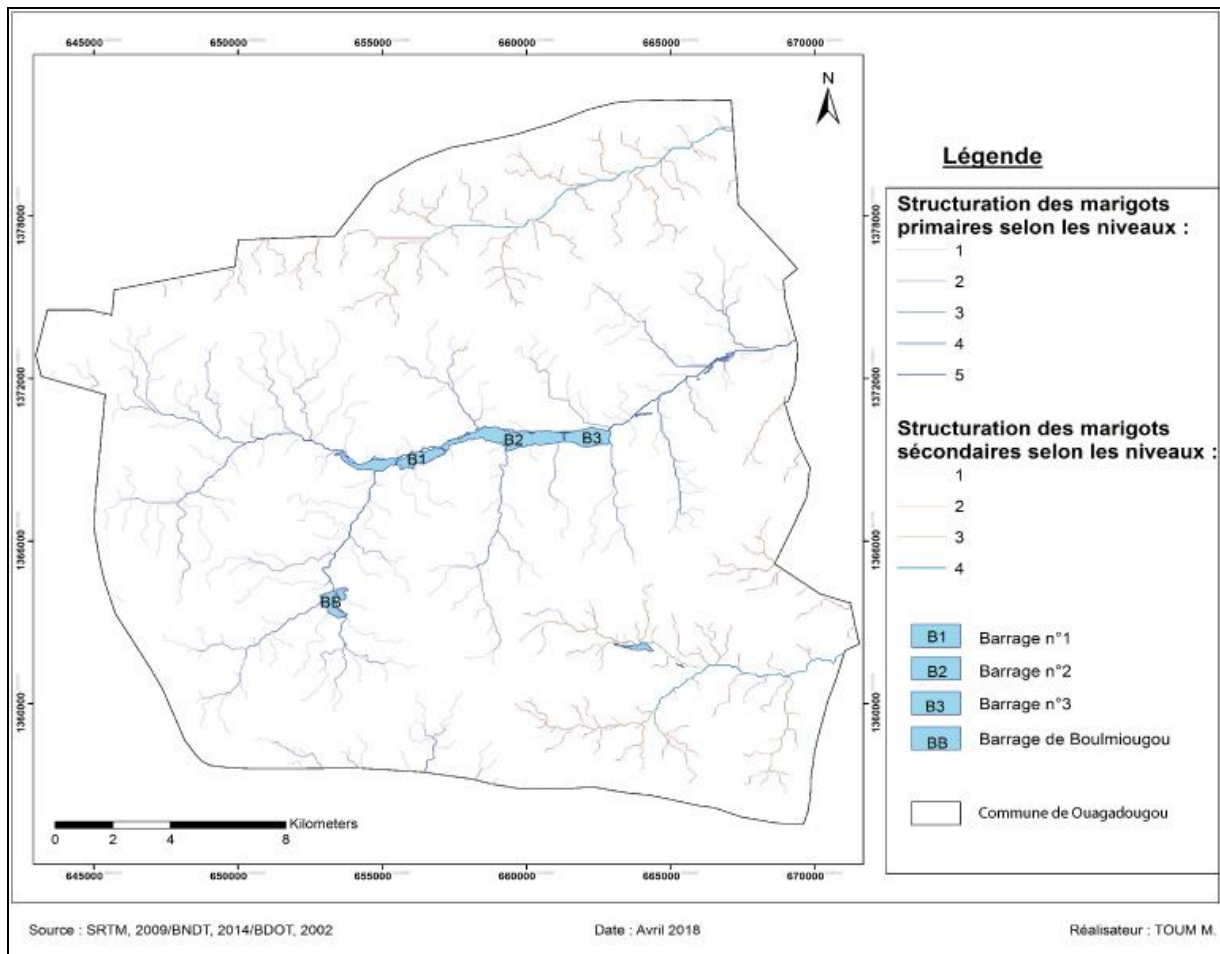 645000 650000 655000 660000 665000 670000
N
1378000
1372000
1366000
1360000
1378000
1372000
1366000
1360000
B1
B2
B3
BB
Kilometers
0 2 4 8
645000 650000 655000 660000 665000 670000
Légende
Structuration des marigots
primaires selon les niveaux :
1
2
3
4
5
Structuration des marigots
sécondaires selon les niveaux :
1
2
3
4
B1 Barrage n°1
B2 Barrage n°2
B3 Barrage n°3
BB Barrage de Boulmiougou
Commune de Ouagadougou
Source : SRTM, 2009/BNDT, 2014/BDOT, 2002 Date : Avril 2018 Réalisateur : TOUM M.